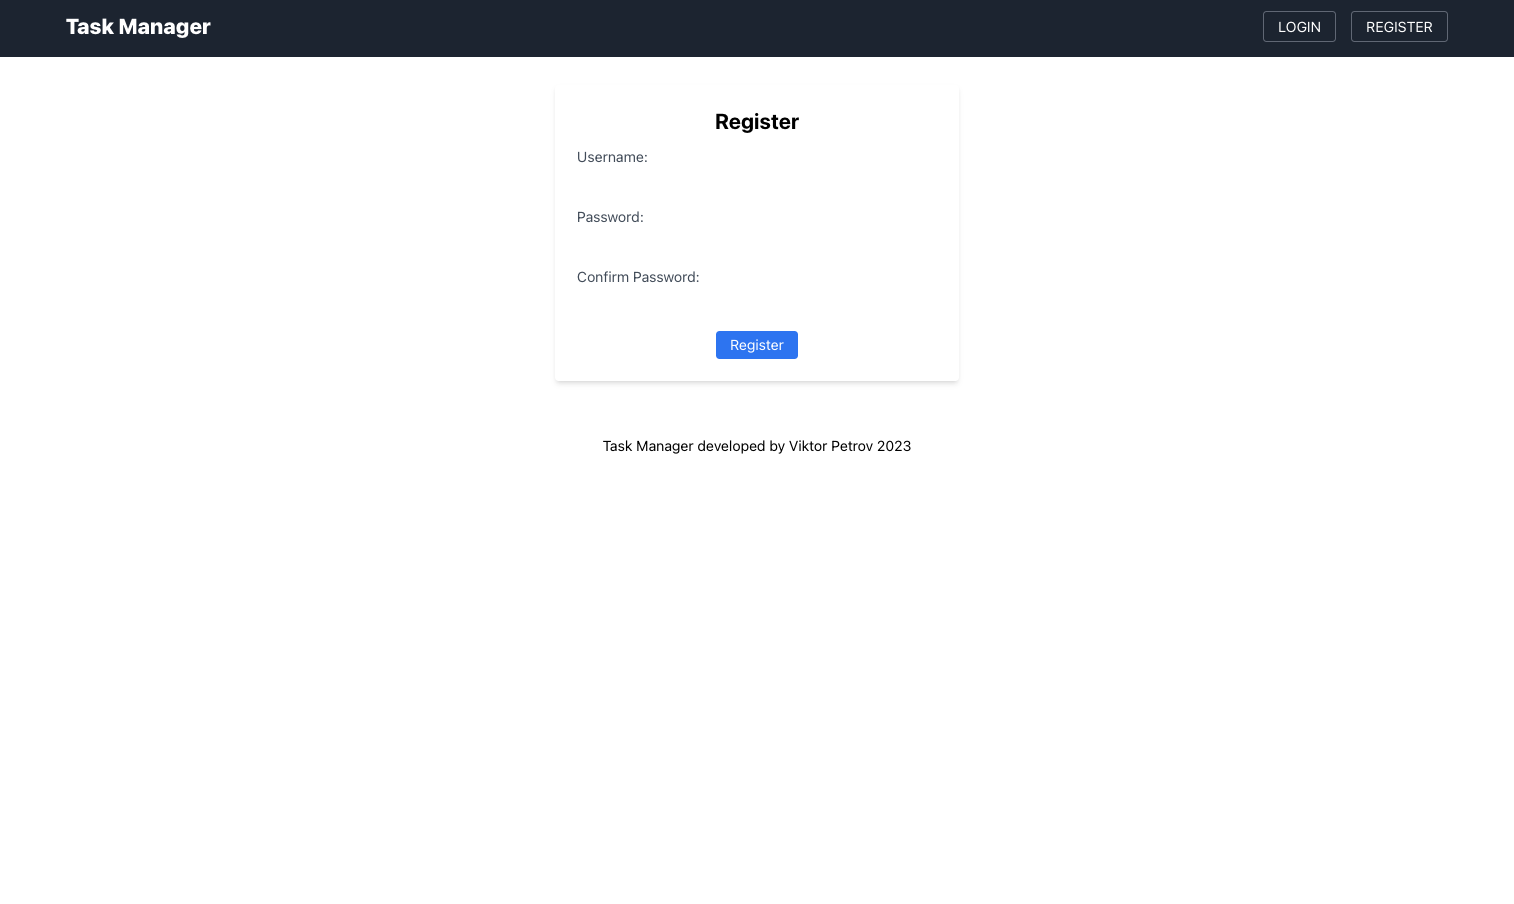 Task Manager
LOGIN
REGISTER
Register
Username:
Password:
Confirm Password:
Register
Task Manager developed by Viktor Petrov 2023